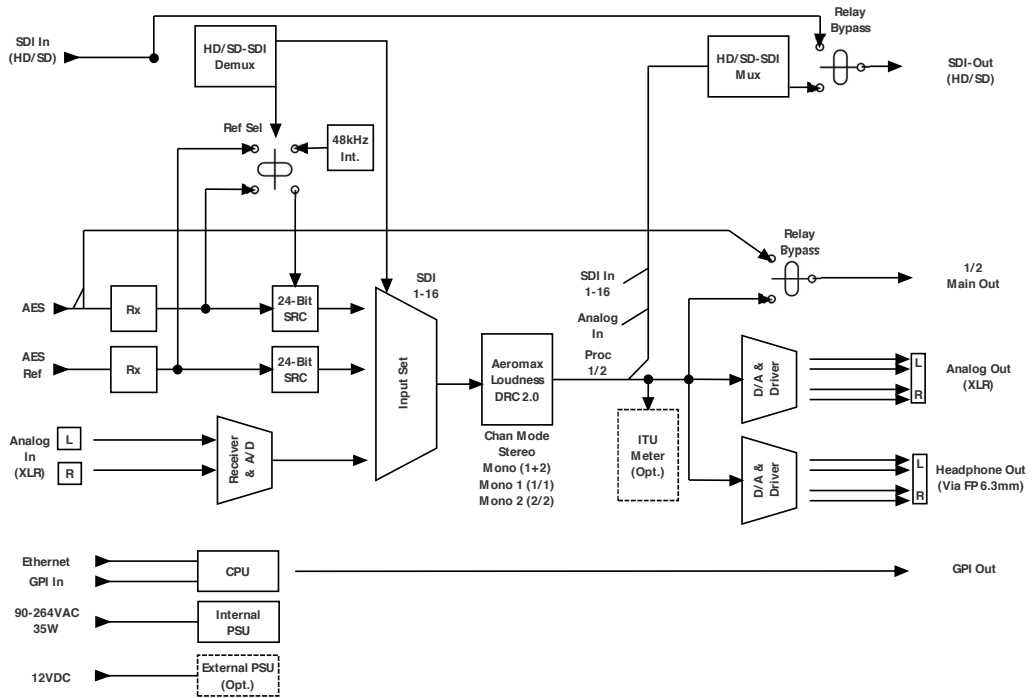 SDI In
(HD/SD)
HD/SD-SDI
Demux
HD/SD-SDI
Mux
Relay
Bypass
SDI-Out
(HD/SD)
Ref Sel
48kHz
Int.
SDI
1-16
SDI In
1-16
Relay
Bypass
1/2
Main Out
AES
Rx
24-Bit
SRC
Analog
In
AES
Ref
Rx
24-Bit
SRC
Input Set
Aeromax
Loudness
DRC 2.0
Proc
1/2
D/A &
Driver
L
R
Analog Out
(XLR)
Analog
In
(XLR)
L
R
Receiver
& A/D
Chan Mode
Stereo
Mono (1+2)
Mono 1 (1/1)
Mono 2 (2/2)
ITU
Meter
(Opt.)
D/A &
Driver
L
R
Headphone Out
(Via FP 6.3mm)
Ethernet
GPI In
CPU
GPI Out
90-264VAC
35W
Internal
PSU
12VDC
External PSU
(Opt.)